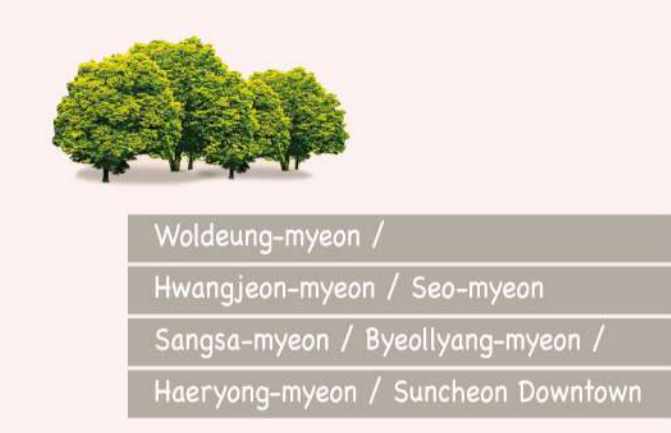 Woldeung-myeon /
Hwangjeon-myeon / Seo-myeon
Sangsa-myeon / Byeollyang-myeon /
Haeryong-myeon / Suncheon Downtown